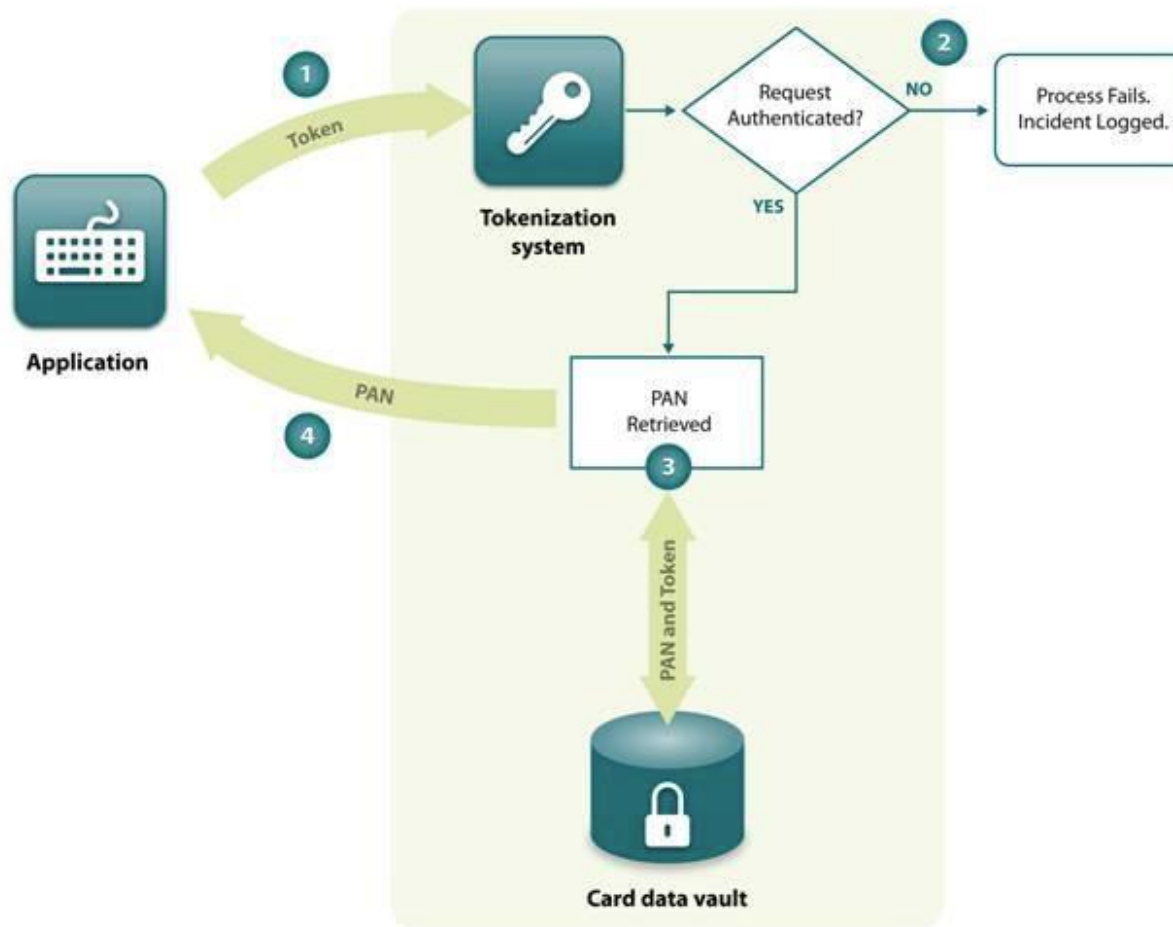 1
Token
Tokenization
system
Request
Authenticated?
2
NO
Process Fails.
Incident Logged.
YES
Application
PAN
4
PAN
Retrieved
3
PAN and Token
Card data vault